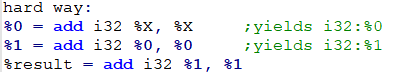 hard way:
%0 = add i32 %X, %X     ;yields i32:%0
%1 = add i32 %0, %0     ;yields i32:%1
%result = add i32 %1, %1